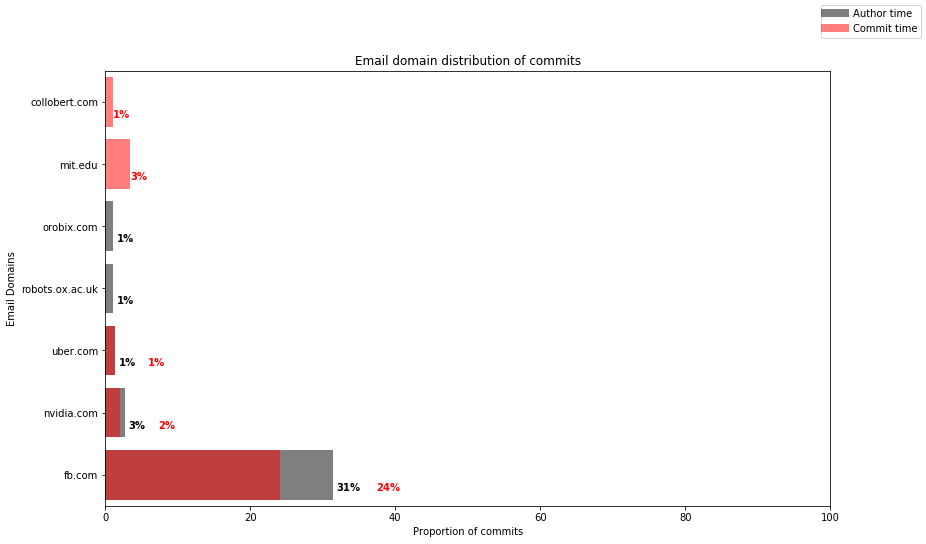 Author time
Commit time
Email domain distribution of commits
collobert.com
1%
mit.edu
3%
orobix.com
1%
robots.ox.ac.uk
1%
uber.com
1% 1%
nvidia.com
3% 2%
fb.com
31% 24%
Email Domains
0 20 40 60 80 100
Proportion of commits